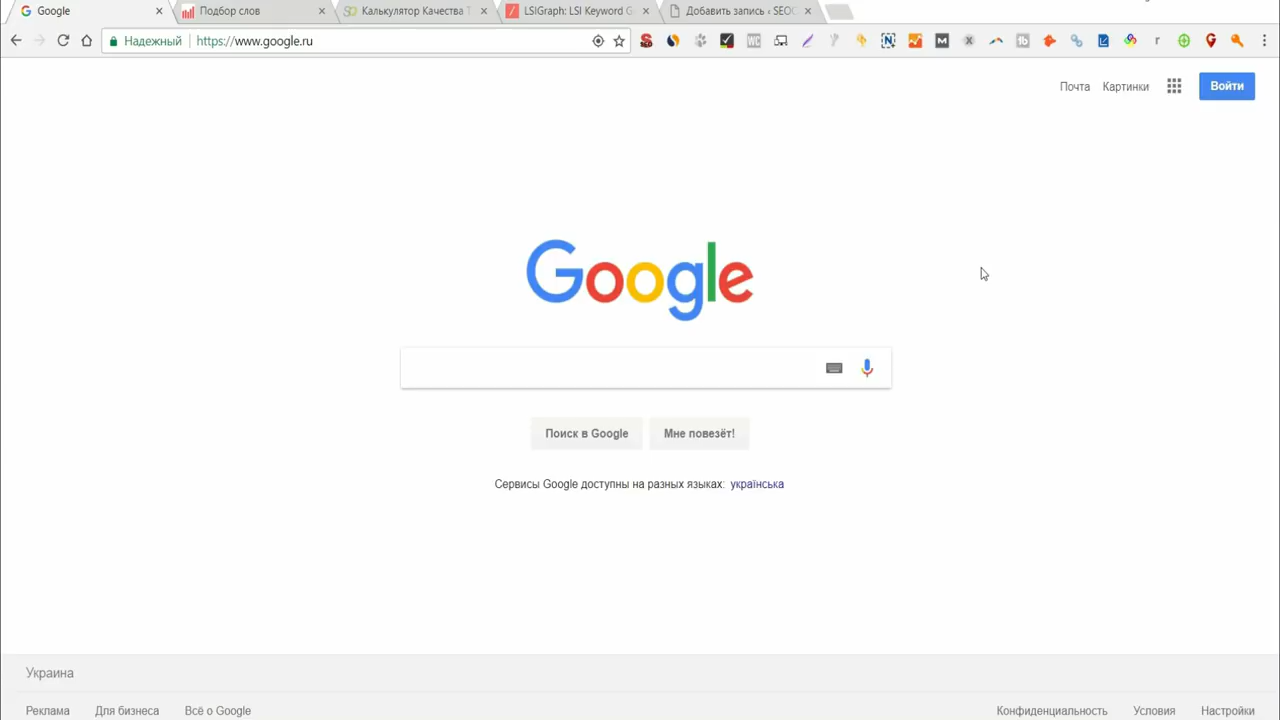 Google
Подбор слов
Калькулятор Качества Т
LSIGraph: LSI Keyword G
Добавить запись ‹ SEO
Надежный
https://www.google.ru
Почта Картинки Войти
Google
Поиск в Google Мне повезёт!
Сервисы Google доступны на разных языках: українська
Украина
Реклама Для бизнеса Всё о Google Конфиденциальность Условия Настройки